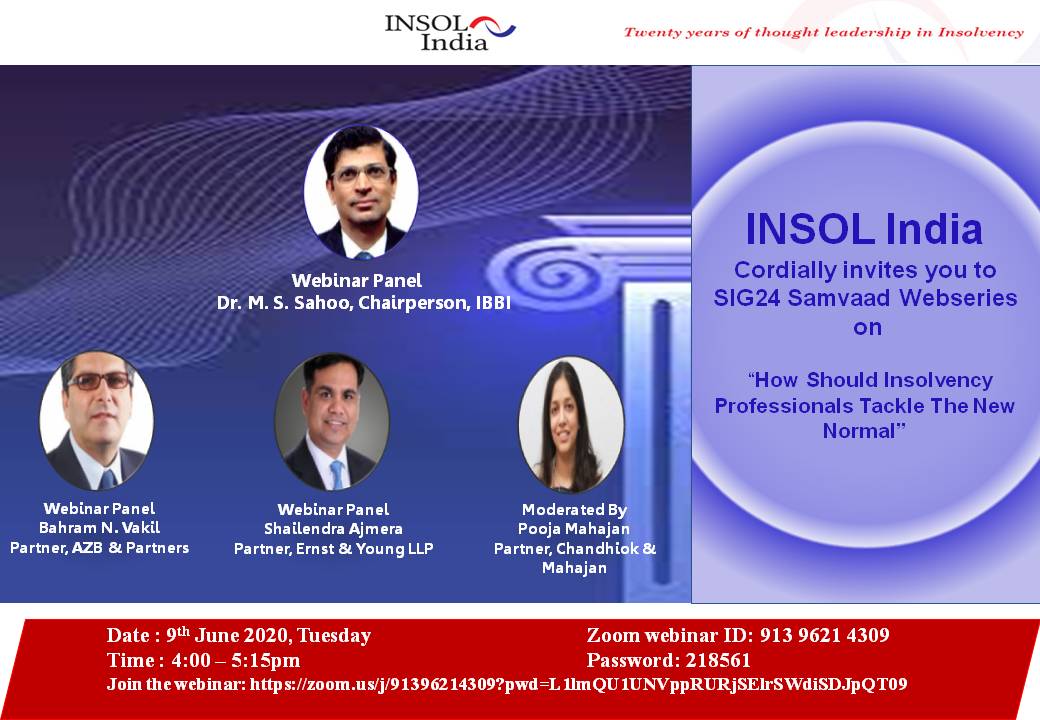 INSOL
India
Twenty years of thought leadership in Insolvency
Webinar Panel
Dr. M. S. Sahoo, Chairperson, IBBI
Webinar Panel
Bahram N. Vakil
Partner, AZB & Partners
Webinar Panel
Shailendra Ajmera
Partner, Ernst & Young LLP
Moderated By
Pooja Mahajan
Partner, Chandhiok &
Mahajan
INSOL India
Cordially invites you to
SIG24 Samvaad Webseries
on
“How Should Insolvency
Professionals Tackle The New
Normal”
Date : 9th June 2020, Tuesday
Time : 4:00 – 5:15pm
Zoom webinar ID: 913 9621 4309
Password: 218561
Join the webinar: https://zoom.us/j/91396214309?pwd=L1lmQU1UNVppRURjSElrSWdiSDJpQT09